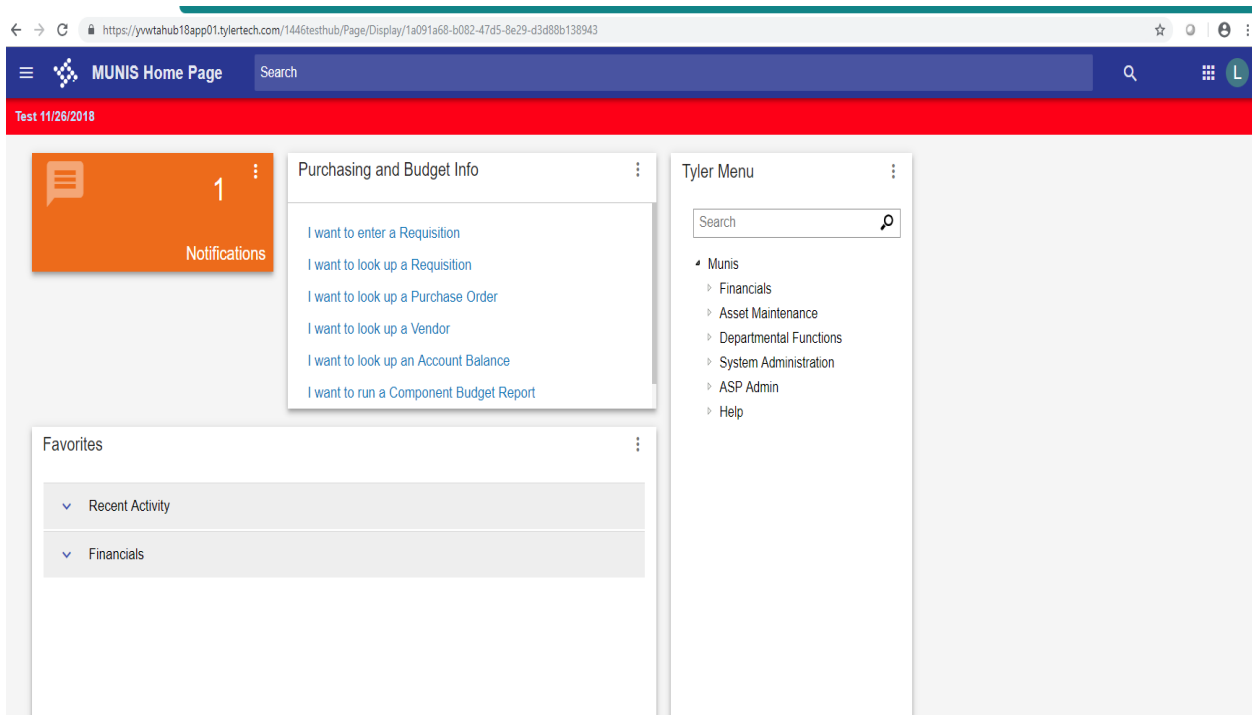 https://yvwtahub18app01.tylertech.com/1446testhub/Page/Display/1a091a68-b082-47d5-8e29-d3d88b138943
MUNIS Home Page
Search
L
Test 11/26/2018
1
Notifications
Purchasing and Budget Info
I want to enter a Requisition
I want to look up a Requisition
I want to look up a Purchase Order
I want to look up a Vendor
I want to look up an Account Balance
I want to run a Component Budget Report
Tyler Menu
Search
Munis
Financials
Asset Maintenance
Departmental Functions
System Administration
ASP Admin
Help
Favorites
Recent Activity
Financials